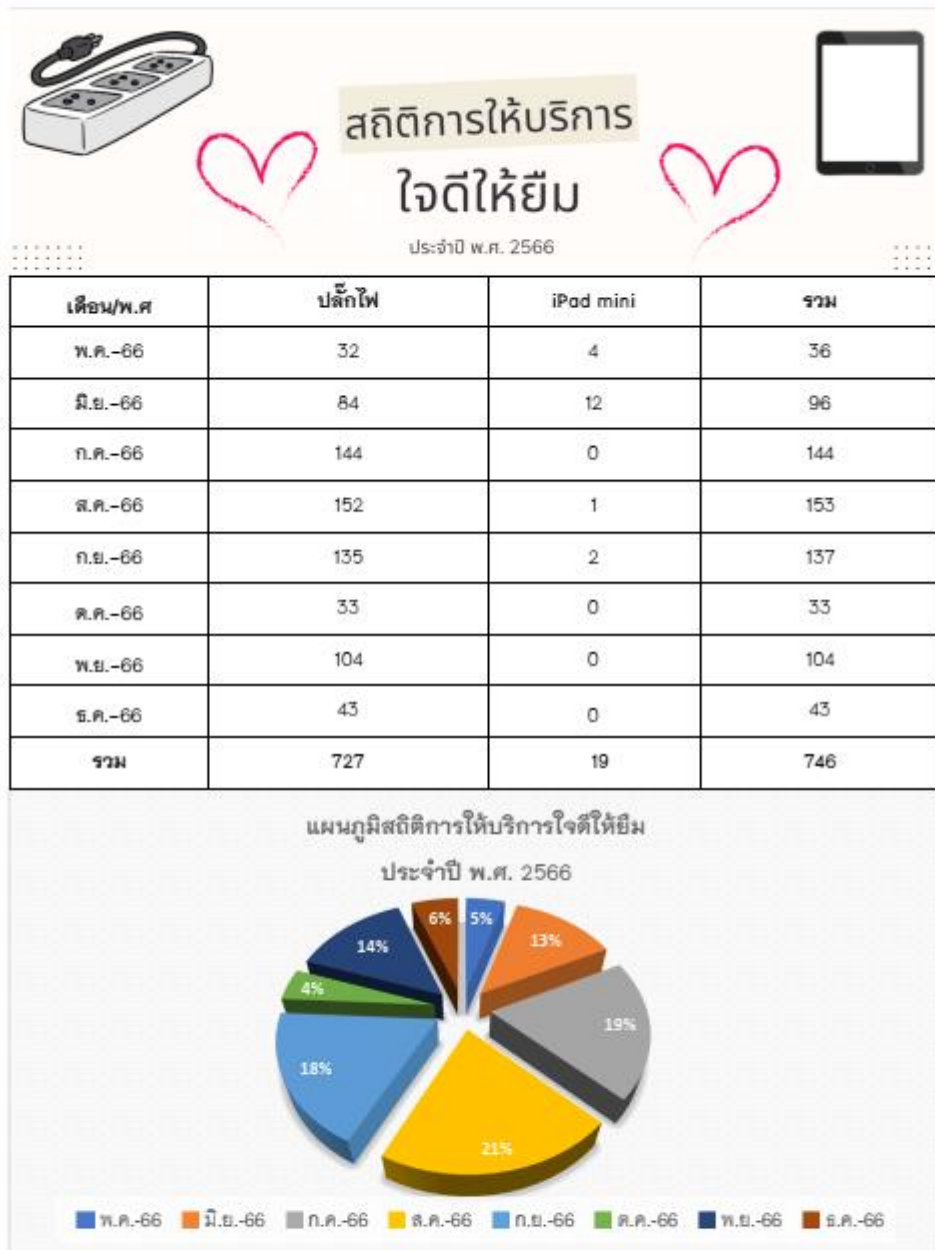 สถิติการให้บริการ
ใจดีให้ยืม
ประจำปี พ.ศ. 2566
เดือน/พ.ศ ปลั๊กไฟ iPad mini รวม
พ.ค.-66 32 4 36
มิ.ย.-66 84 12 96
ก.ค.-66 144 0 144
ส.ค.-66 152 1 153
ก.ย.-66 135 2 137
ต.ค.-66 33 0 33
พ.ย.-66 104 0 104
ธ.ค.-66 43 0 43
รวม 727 19 746
แผนภูมิสถิติการให้บริการใจดีให้ยืม
ประจำปี พ.ศ. 2566
6% 5%
14% 13%
4%
19%
18%
21%
พ.ค.-66 มิ.ย.-66 ก.ค.-66 ส.ค.-66 ก.ย.-66 ต.ค.-66 พ.ย.-66 ธ.ค.-66